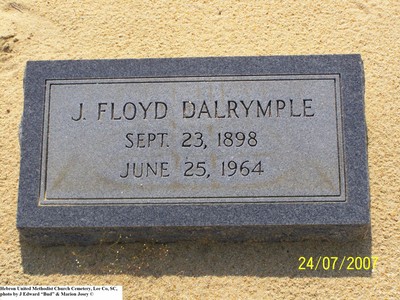 J. FLOYD DALRYMPLE
SEPT. 23, 1898
JUNE 25, 1964
24/07/2007
Hebron United Methodist Church Cemetery, Lee Co, SC,
photo by J Edward "Bud" & Marion Josey ©